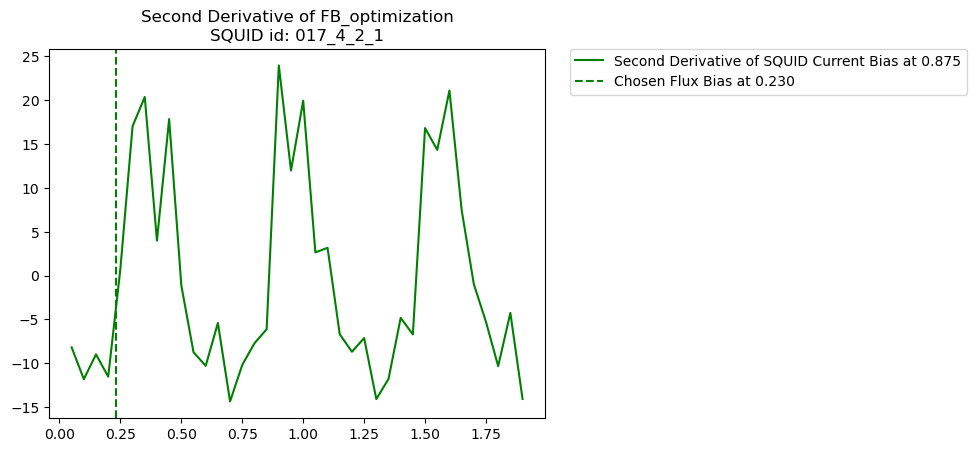 Second Derivative of FB_optimization
SQUID id: 017_4_2_1
25
20
15
10
5
0
−5
−10
−15
0.00 0.25 0.50 0.75 1.00 1.25 1.50 1.75
Second Derivative of SQUID Current Bias at 0.875
Chosen Flux Bias at 0.230